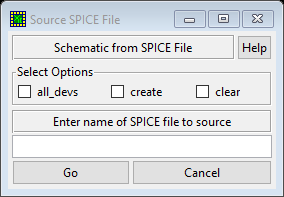 Source SPICE File
Schematic from SPICE File Help
Select Options
all_devs create clear
Enter name of SPICE file to source
Go Cancel